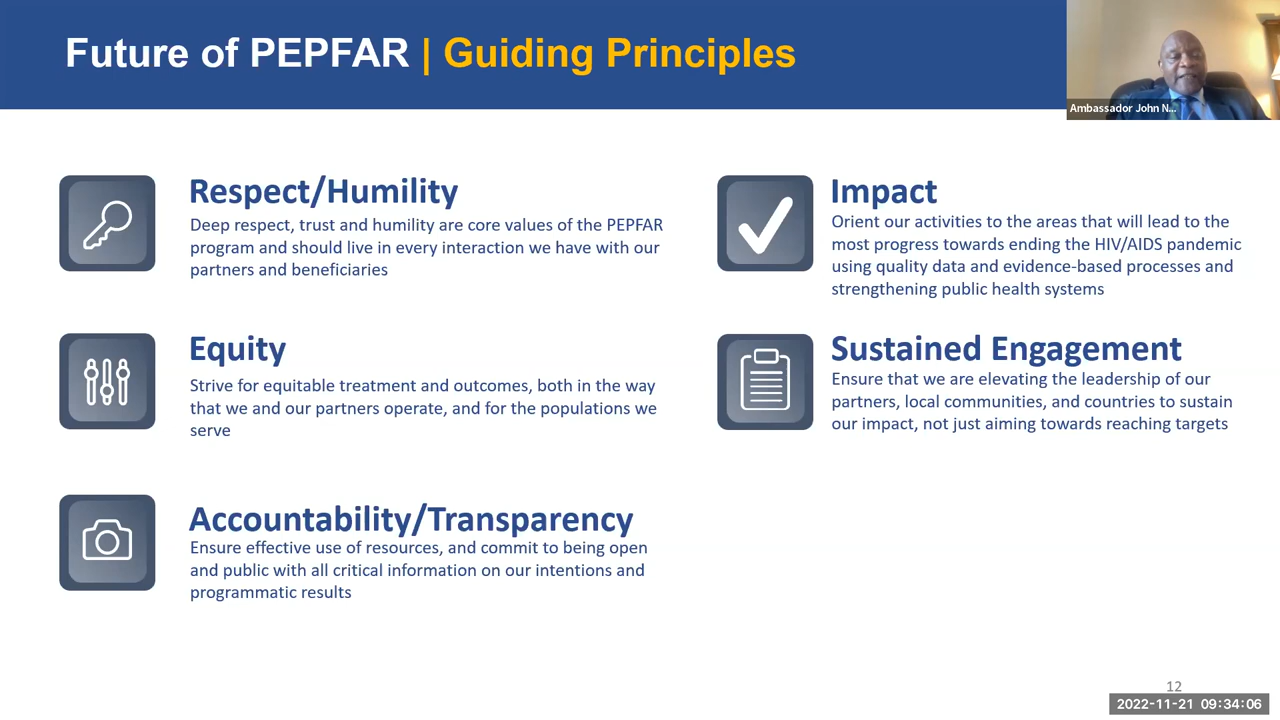 Future of PEPFAR | Guiding Principles
Ambassador John N...
Respect/Humility
Deep respect, trust and humility are core values of the PEPFAR
program and should live in every interaction we have with our
partners and beneficiaries
Equity
Strive for equitable treatment and outcomes, both in the way
that we and our partners operate, and for the populations we
serve
Accountability/Transparency
Ensure effective use of resources, and commit to being open
and public with all critical information on our intentions and
programmatic results
Impact
Orient our activities to the areas that will lead to the
most progress towards ending the HIV/AIDS pandemic
using quality data and evidence-based processes and
strengthening public health systems
Sustained Engagement
Ensure that we are elevating the leadership of our
partners, local communities, and countries to sustain
our impact, not just aiming towards reaching targets
12
2022-11-21 09:34:06